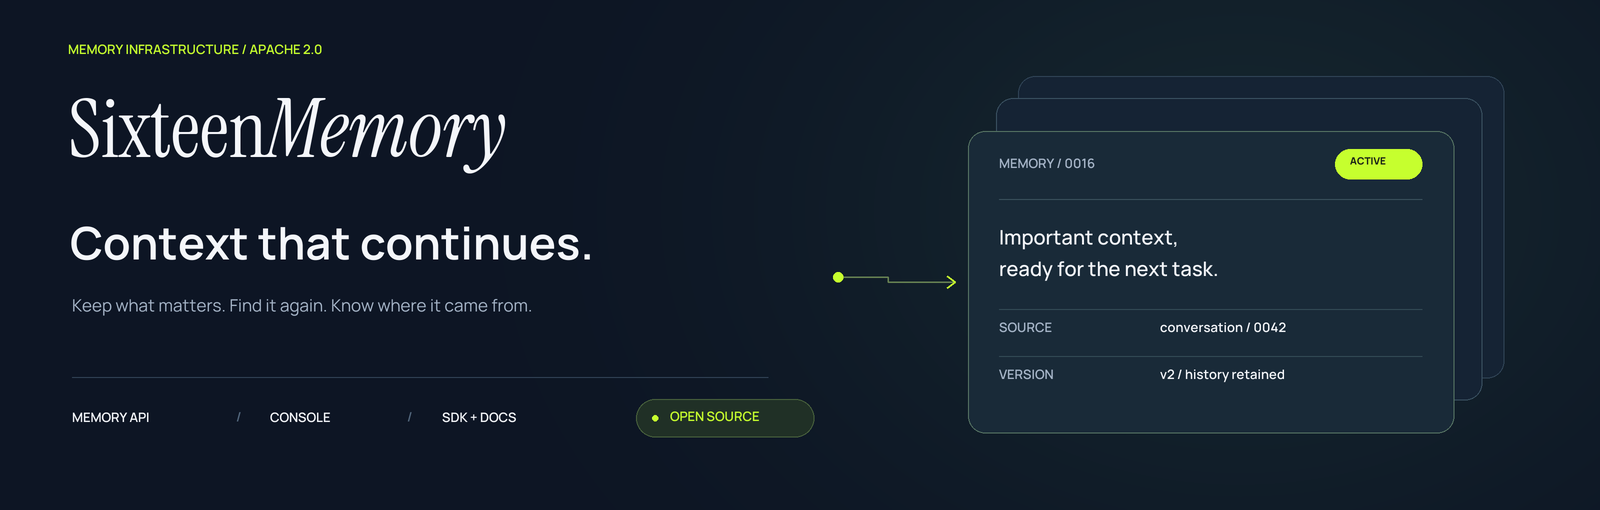 MEMORY INFRASTRUCTURE / APACHE 2.0
SixteenMemory
Context that continues.
Keep what matters. Find it again. Know where it came from.
MEMORY API / CONSOLE / SDK + DOCS
OPEN SOURCE
MEMORY / 0016
ACTIVE
Important context,
ready for the next task.
SOURCE conversation / 0042
VERSION v2 / history retained